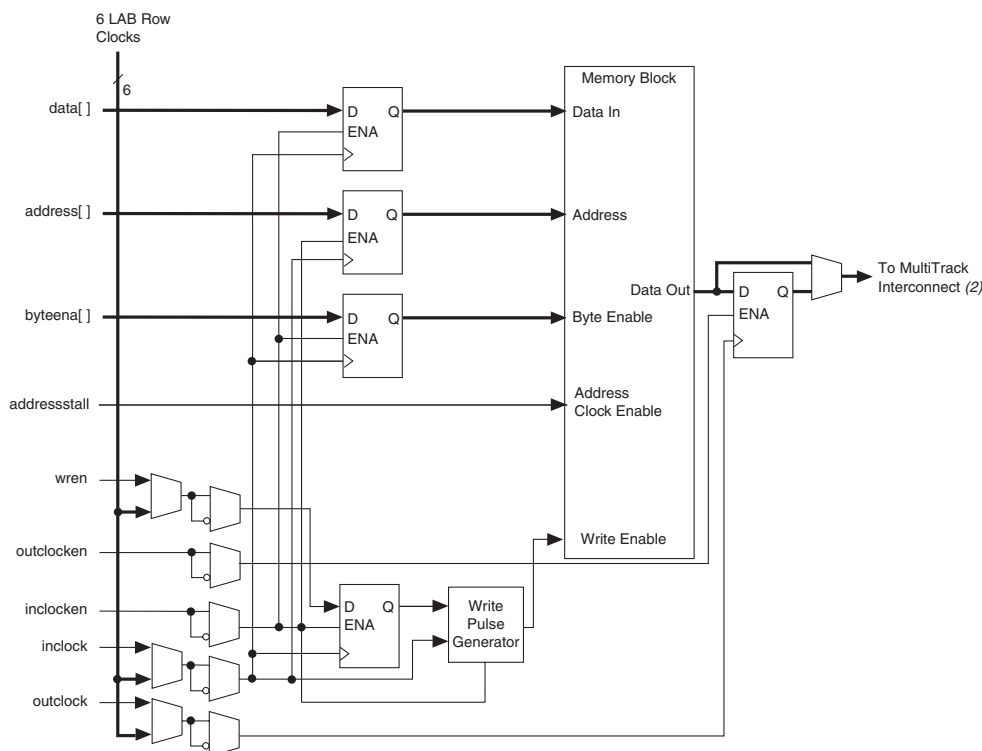 6 LAB Row
Clocks
6
data[ ]
D Q
ENA
Memory Block
Data In
address[ ]
D Q
ENA
Address
byteena[ ]
D Q
ENA
Data Out
Byte Enable
D Q
ENA
To MultiTrack
Interconnect (2)
addressstall
Address
Clock Enable
wren
outclocken
Write Enable
inclocken
D Q
ENA
Write
Pulse
Generator
inclock
outclock